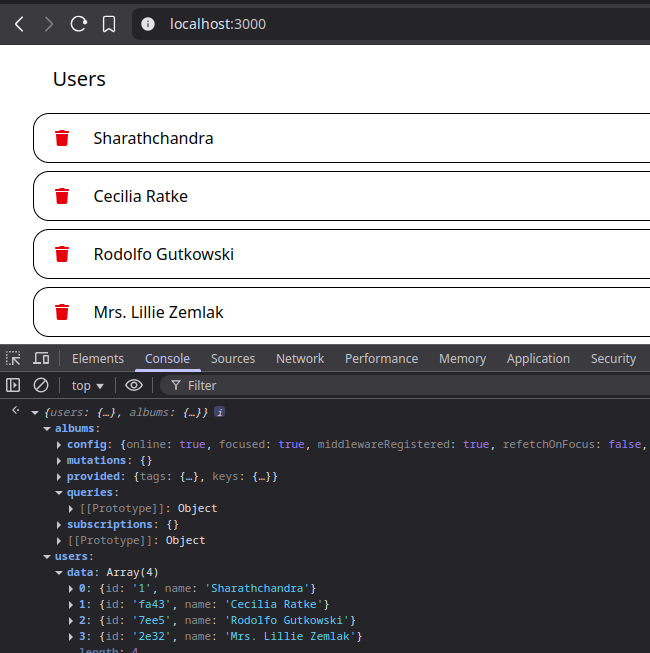 localhost:3000
Users
Sharathchandra
Cecilia Ratke
Rodolfo Gutkowski
Mrs. Lillie Zemlak
Elements Console Sources Network Performance Memory Application Security
top Filter
{users: {…}, albums: {…}} i
albums:
config: {online: true, focused: true, middlewareRegistered: true, refetchOnFocus: false,
mutations: {}
provided: {tags: {…}, keys: {…}}
queries:
[[Prototype]]: Object
subscriptions: {}
[[Prototype]]: Object
users:
data: Array(4)
0: {id: '1', name: 'Sharathchandra'}
1: {id: 'fa43', name: 'Cecilia Ratke'}
2: {id: '7ee5', name: 'Rodolfo Gutkowski'}
3: {id: '2e32', name: 'Mrs. Lillie Zemlak'}
length: 4